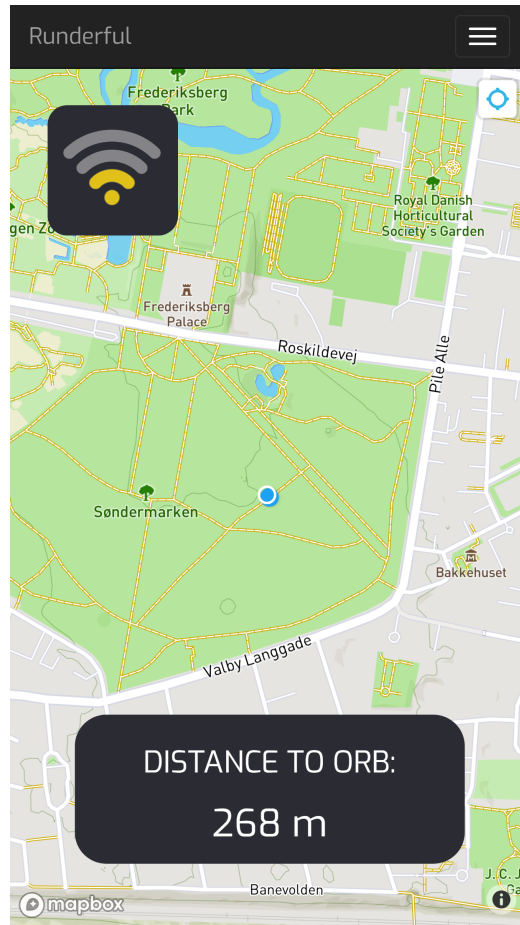 Runderful
Frederiksberg
Park
Royal Danish
Horticultural
Society's Garden
gen Zo
Frederiksberg
Palace
Roskildevej
Pile Alle
Søndermarken
Bakkehuset
Valby Langgade
DISTANCE TO ORB:
268 m
J. C. J
Ga
Banevolden
mapbox